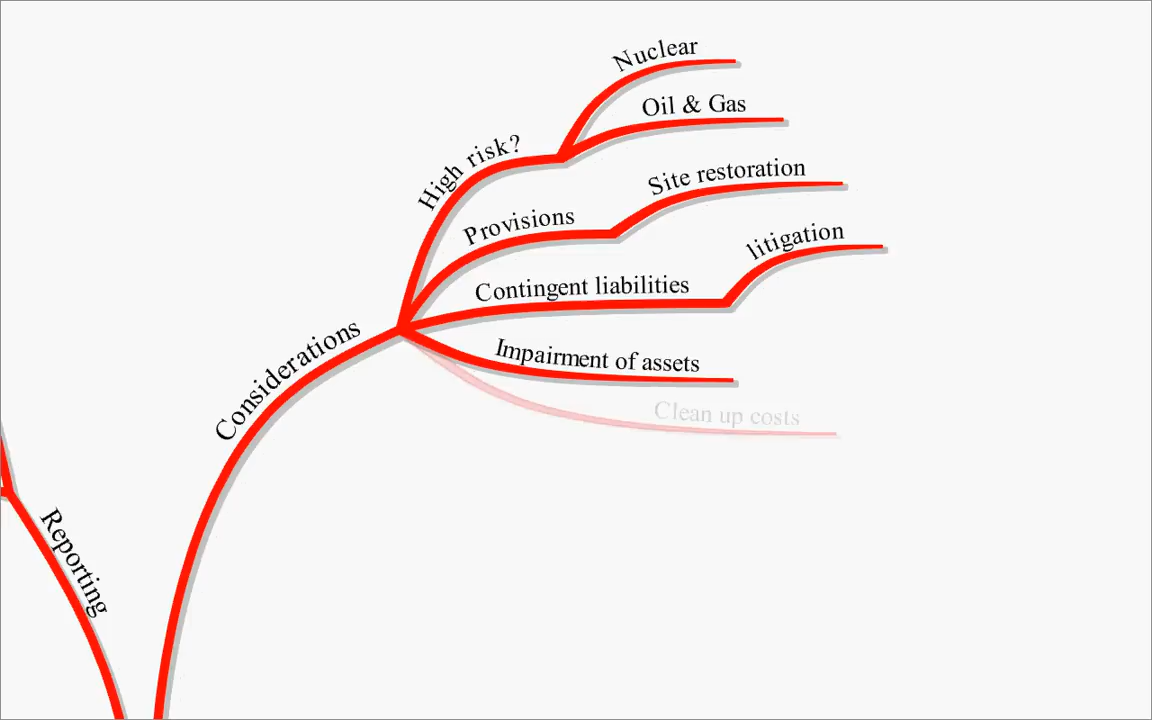 Nuclear
Oil & Gas
High risk?
Site restoration
Provisions
litigation
Contingent liabilities
Considerations
Impairment of assets
Clean up costs
Reporting